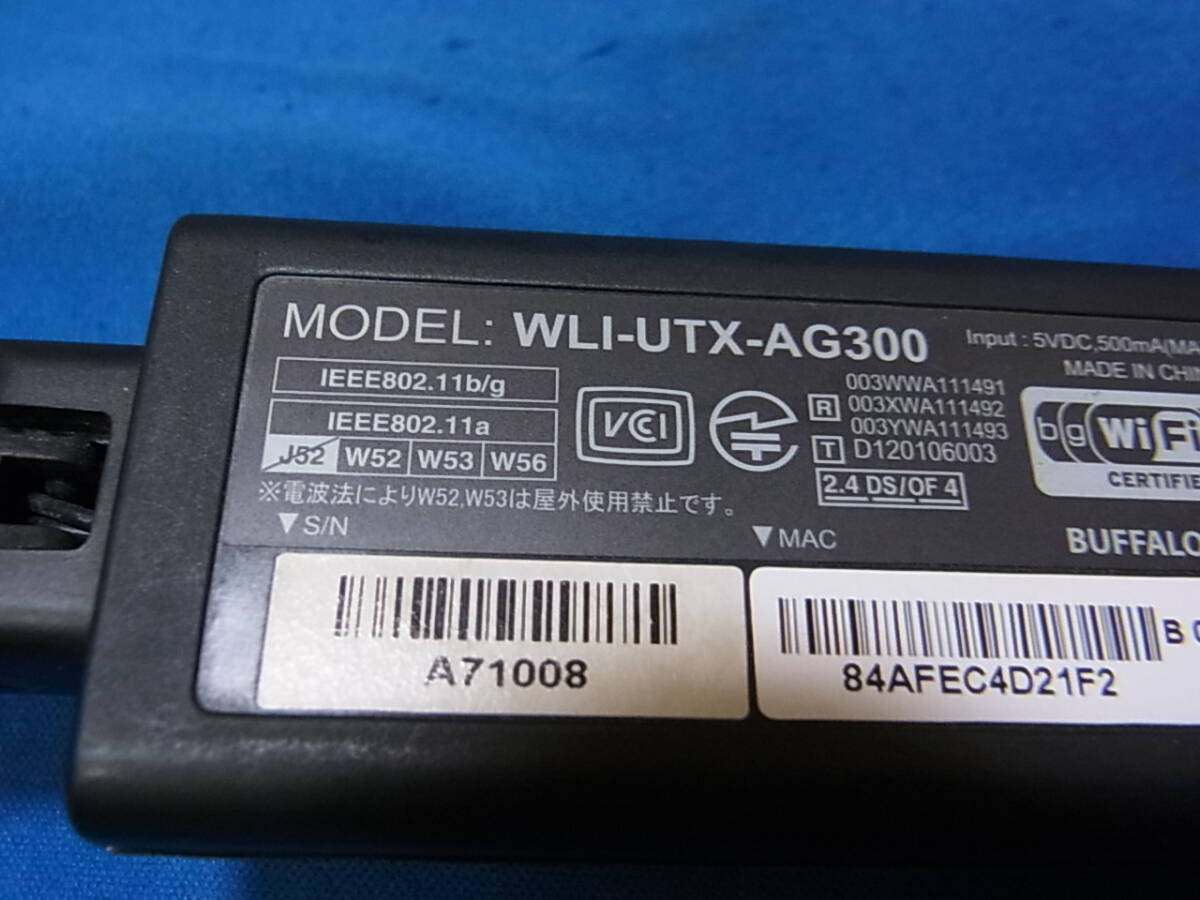 MODEL: WLI-UTX-AG300
Input : 5VDC,500mA(MA
MADE IN CHIN
IEEE802.11b/g
IEEE802.11a
J52 W52 W53 W56
VCCI
R 003WWA111491
003XWA111492
003YWA111493
T D120106003
2.4 DS/OF 4
b g WiFi
CERTIFIE
※電波法によりW52,W53は屋外使用禁止です。
▼S/N
▼MAC
BUFFALO
A71008
84AFEC4D21F2
B 0